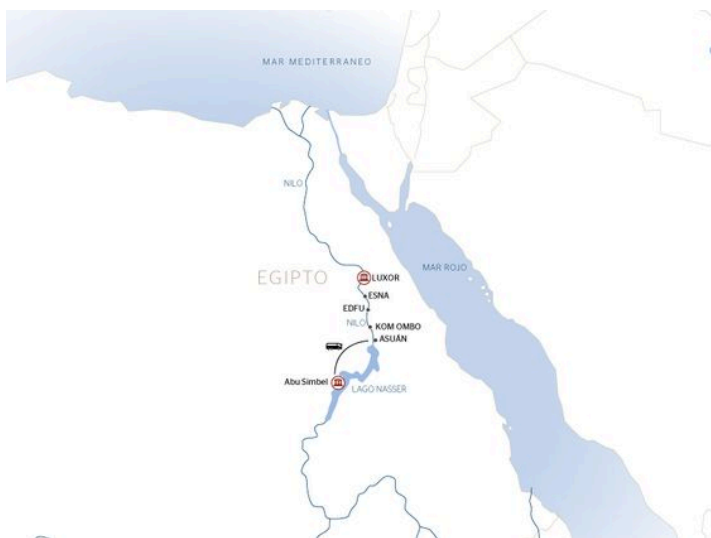 MAR MEDITERRANEO
NILO
EGIPTO
LUXOR
MAR ROJO
ESNA
EDFU
NILO
KOM OMBO
ASUÁN
Abu Simbel
LAGO NASSER